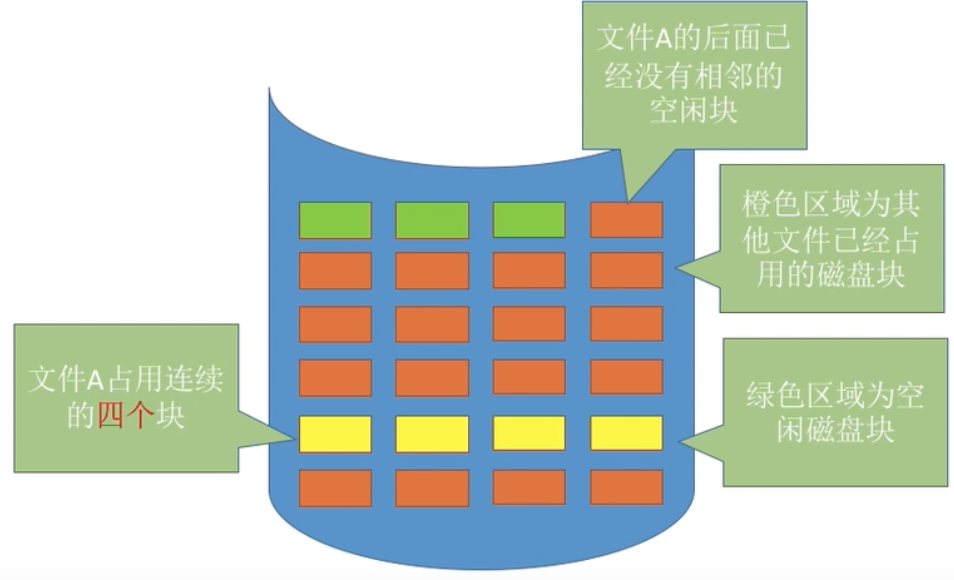 文件A的后面已
经没有相邻的
空闲块
橙色区域为其
他文件已经占
用的磁盘块
文件A占用连续
的四个块
绿色区域为空
闲磁盘块